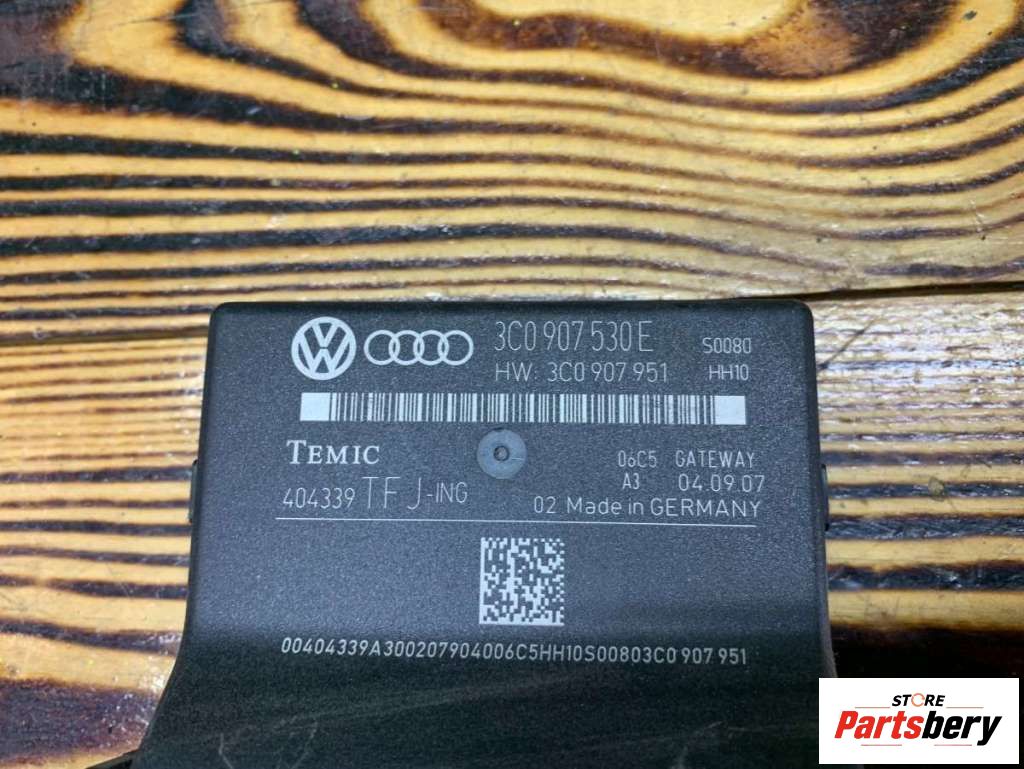 3C0 907 530 E
S0080
HW: 3C0 907 951
HH10
TEMIC
06C5 GATEWAY
A3 04.09.07
404339 TFJ-ING
02 Made in GERMANY
00404339A300207904006C5HH10S00803C0 907 951
STORE
Partsbery